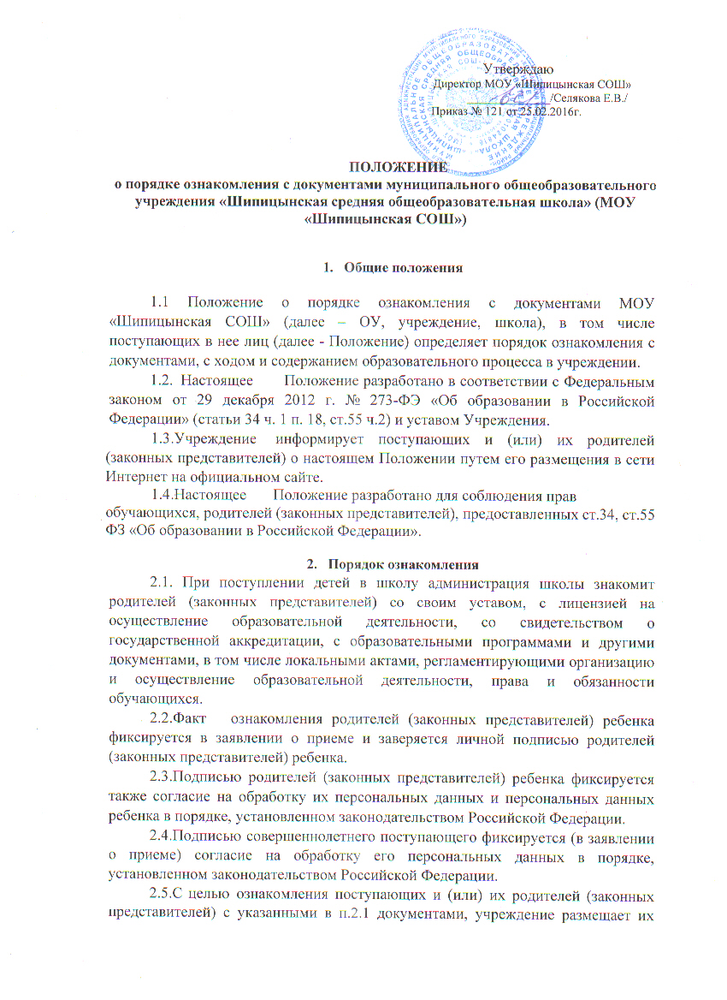 Утверждаю
Директор МОУ «Шипицынская СОШ»
/Селякова Е.В./
Приказ № 121 от 25.02.2016г.
ПОЛОЖЕНИЕ
о порядке ознакомления с документами муниципального общеобразовательного
учреждения «Шипицынская средняя общеобразовательная школа» (МОУ
«Шипицынская СОШ»)
1. Общие положения
1.1 Положение о порядке ознакомления с документами МОУ
«Шипицынская СОШ» (далее – ОУ, учреждение, школа), в том числе
поступающих в нее лиц (далее - Положение) определяет порядок ознакомления с
документами, с ходом и содержанием образовательного процесса в учреждении.
1.2. Настоящее Положение разработано в соответствии с Федеральным
законом от 29 декабря 2012 г. № 273-ФЭ «Об образовании в Российской
Федерации» (статьи 34 ч. 1 п. 18, ст.55 ч.2) и уставом Учреждения.
1.3.Учреждение информирует поступающих и (или) их родителей
(законных представителей) о настоящем Положении путем его размещения в сети
Интернет на официальном сайте.
1.4.Настоящее Положение разработано для соблюдения прав
обучающихся, родителей (законных представителей), предоставленных ст.34, ст.55
ФЗ «Об образовании в Российской Федерации».
2. Порядок ознакомления
2.1. При поступлении детей в школу администрация школы знакомит
родителей (законных представителей) со своим уставом, с лицензией на
осуществление образовательной деятельности, со свидетельством о
государственной аккредитации, с образовательными программами и другими
документами, в том числе локальными актами, регламентирующими организацию
и осуществление образовательной деятельности, права и обязанности
обучающихся.
2.2.Факт ознакомления родителей (законных представителей) ребенка
фиксируется в заявлении о приеме и заверяется личной подписью родителей
(законных представителей) ребенка.
2.3.Подписью родителей (законных представителей) ребенка фиксируется
также согласие на обработку их персональных данных и персональных данных
ребенка в порядке, установленном законодательством Российской Федерации.
2.4.Подписью совершеннолетнего поступающего фиксируется (в заявлении
о приеме) согласие на обработку его персональных данных в порядке,
установленном законодательством Российской Федерации.
2.5.С целью ознакомления поступающих и (или) их родителей (законных
представителей) с указанными в п.2.1 документами, учреждение размещает их